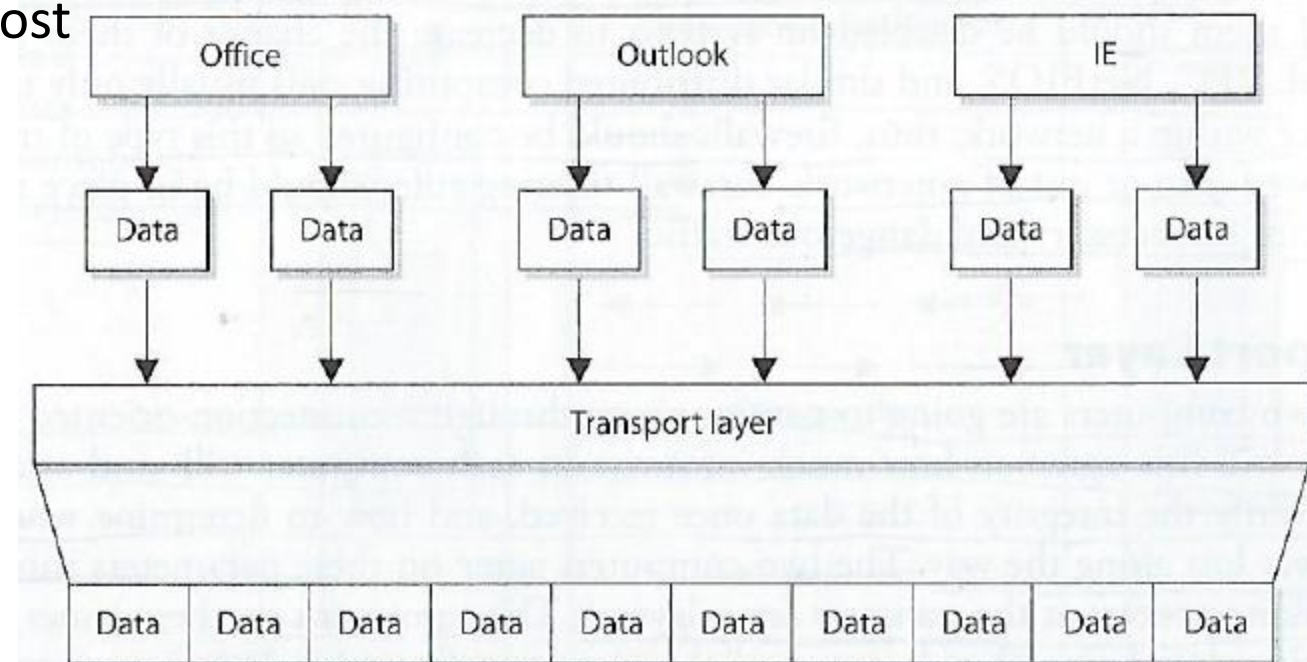 ost
Office Outlook IE
Data Data Data Data Data Data
Transport layer
Data Data Data Data Data Data Data Data Data Data